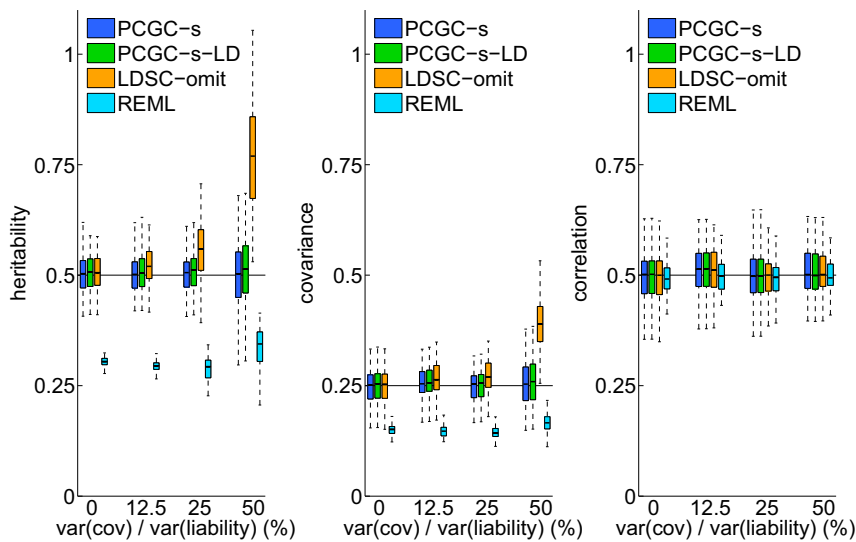 PCGC−s
PCGC−s−LD
LDSC−omit
REML
1
0.75
0.5
0.25
0
heritability
0 12.5 25 50
var(cov) / var(liability) (%)
PCGC−s
PCGC−s−LD
LDSC−omit
REML
1
0.75
0.5
0.25
0
covariance
0 12.5 25 50
var(cov) / var(liability) (%)
PCGC−s
PCGC−s−LD
LDSC−omit
REML
1
0.75
0.5
0.25
0
correlation
0 12.5 25 50
var(cov) / var(liability) (%)